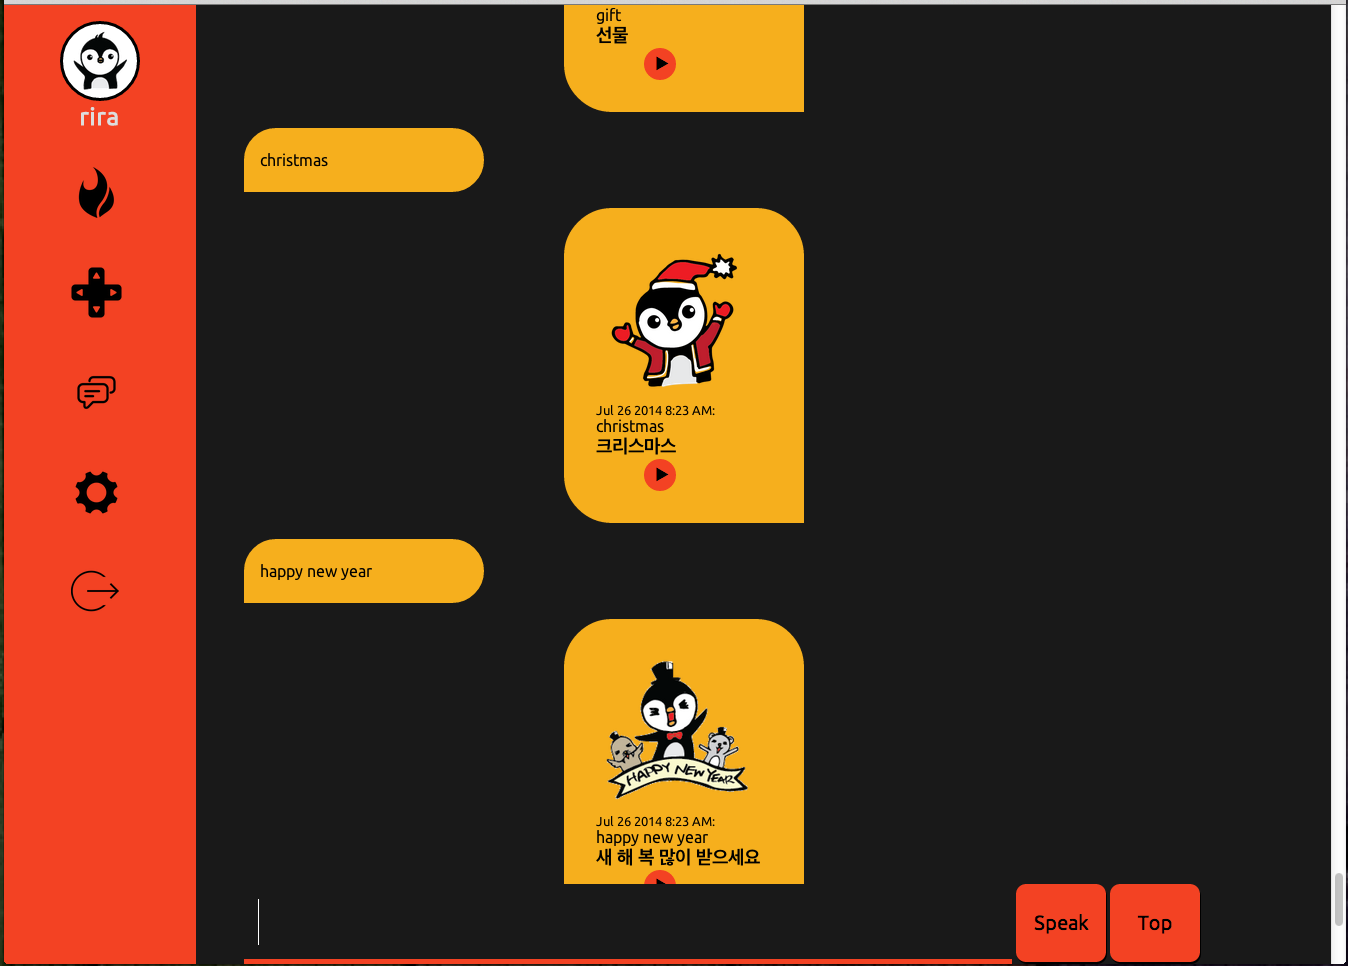 rira
gift
선물
christmas
Jul 26 2014 8:23 AM:
christmas
크리스마스
happy new year
HAPPY NEW YEAR
Jul 26 2014 8:23 AM:
happy new year
새 해 복 많이 받으세요
Speak
Top